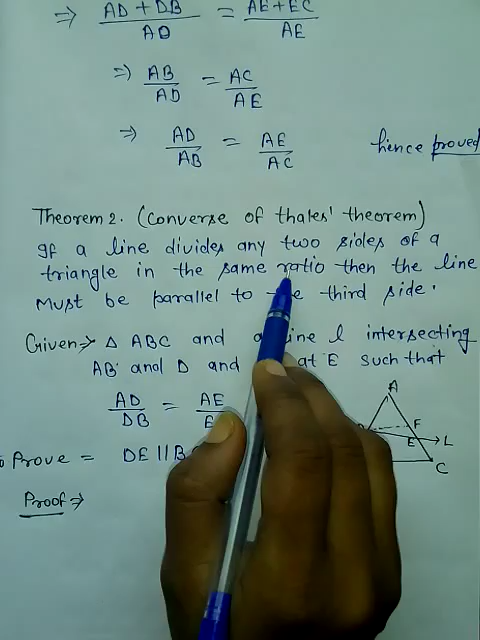 ⇒ AD + DB / AD = AE + EC / AE
⇒ AB / AD = AC / AE
⇒ AD / AB = AE / AC hence proved
Theorem 2. (Converse of thales' theorem)
If a line divides any two sides of a
triangle in the same ratio then the line
Must be parallel to the third side.
Given → Δ ABC and a line l intersecting
AB and D and at E such that
AD / DB = AE /
A
F
E
L
C
Prove = DE ||
Proof ⇒